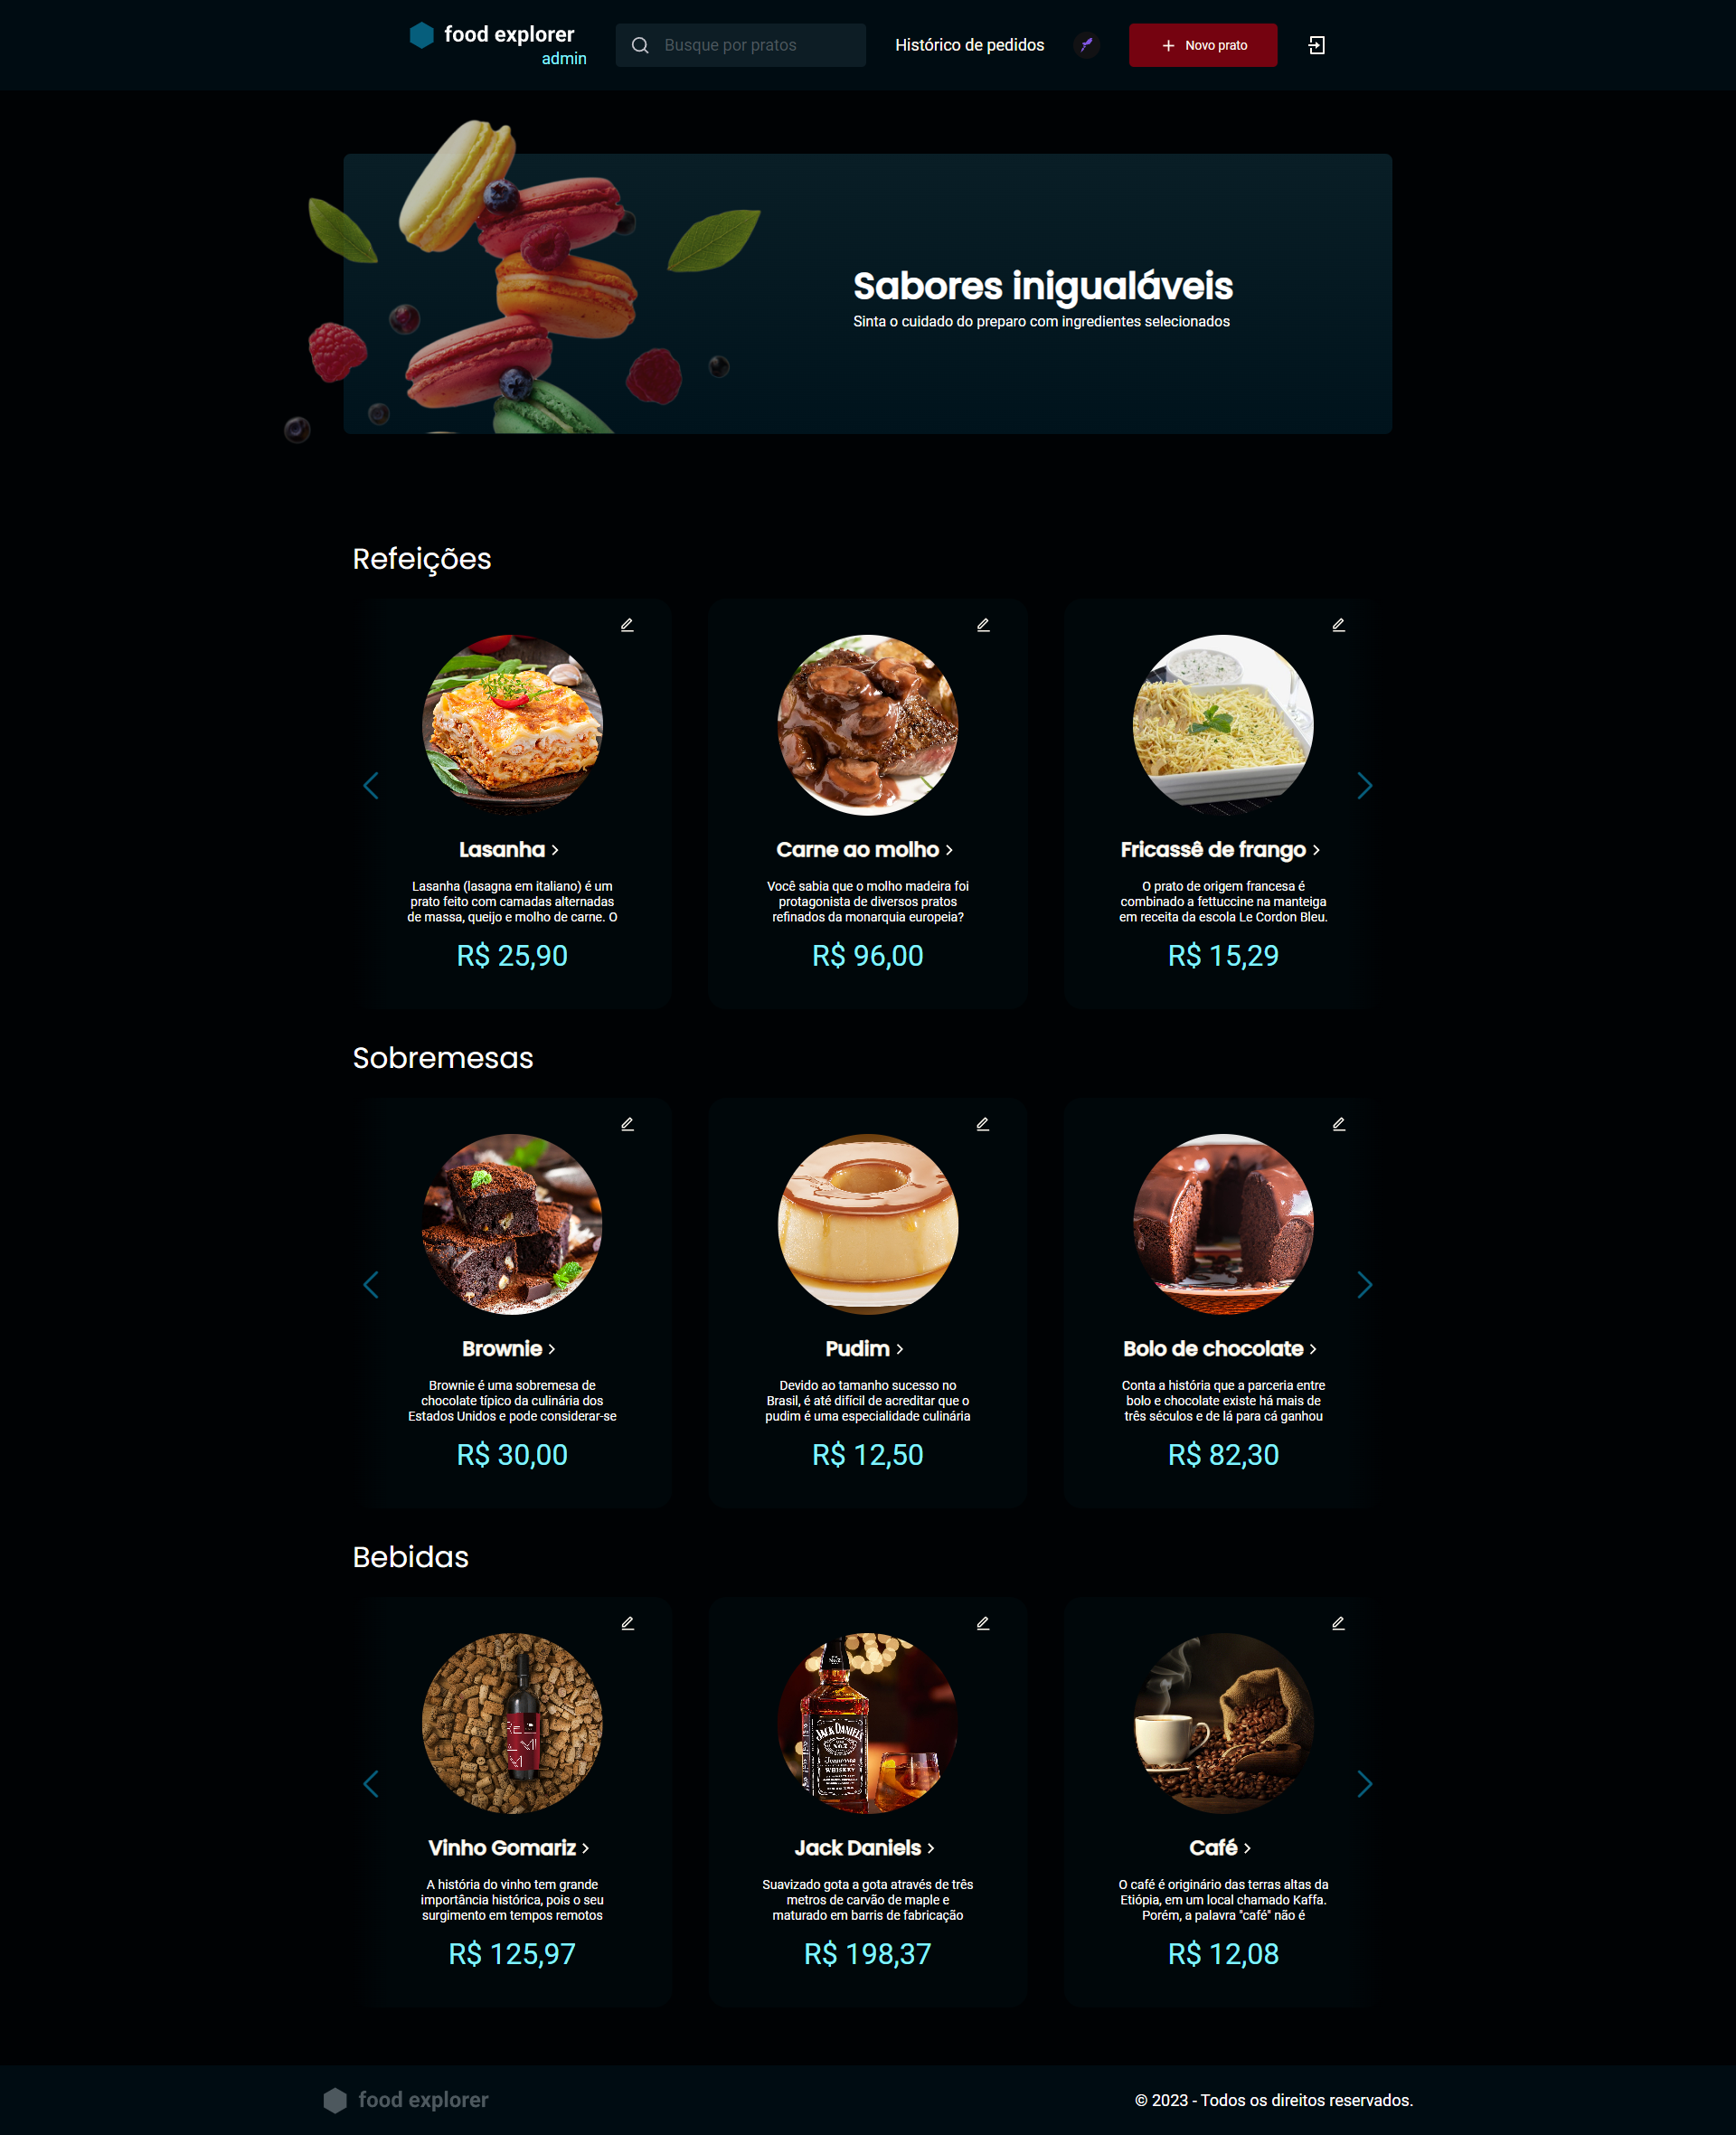 food explorer
admin
Busque por pratos
Histórico de pedidos
Novo prato
Sabores inigualáveis
Sinta o cuidado do preparo com ingredientes selecionados
Refeições
Lasanha
Lasanha (lasagna em italiano) é um
prato feito com camadas alternadas
de massa, queijo e molho de carne. O
R$ 25,90
Carne ao molho
Você sabia que o molho madeira foi
protagonista de diversos pratos
refinados da monarquia europeia?
R$ 96,00
Fricassê de frango
O prato de origem francesa é
combinado a fettuccine na manteiga
em receita da escola Le Cordon Bleu.
R$ 15,29
Sobremesas
Brownie
Brownie é uma sobremesa de
chocolate típico da culinária dos
Estados Unidos e pode considerar-se
R$ 30,00
Pudim
Devido ao tamanho sucesso no
Brasil, é até difícil de acreditar que o
pudim é uma especialidade culinária
R$ 12,50
Bolo de chocolate
Conta a história que a parceria entre
bolo e chocolate existe há mais de
três séculos e de lá para cá ganhou
R$ 82,30
Bebidas
Vinho Gomariz
A história do vinho tem grande
importância histórica, pois o seu
surgimento em tempos remotos
R$ 125,97
JACK DANIEL'S
Tennessee
WHISKEY
Jack Daniels
Suavizado gota a gota através de três
metros de carvão de maple e
maturado em barris de fabricação
R$ 198,37
Café
O café é originário das terras altas da
Etiópia, em um local chamado Kaffa.
Porém, a palavra "café" não é
R$ 12,08
food explorer
© 2023 - Todos os direitos reservados.